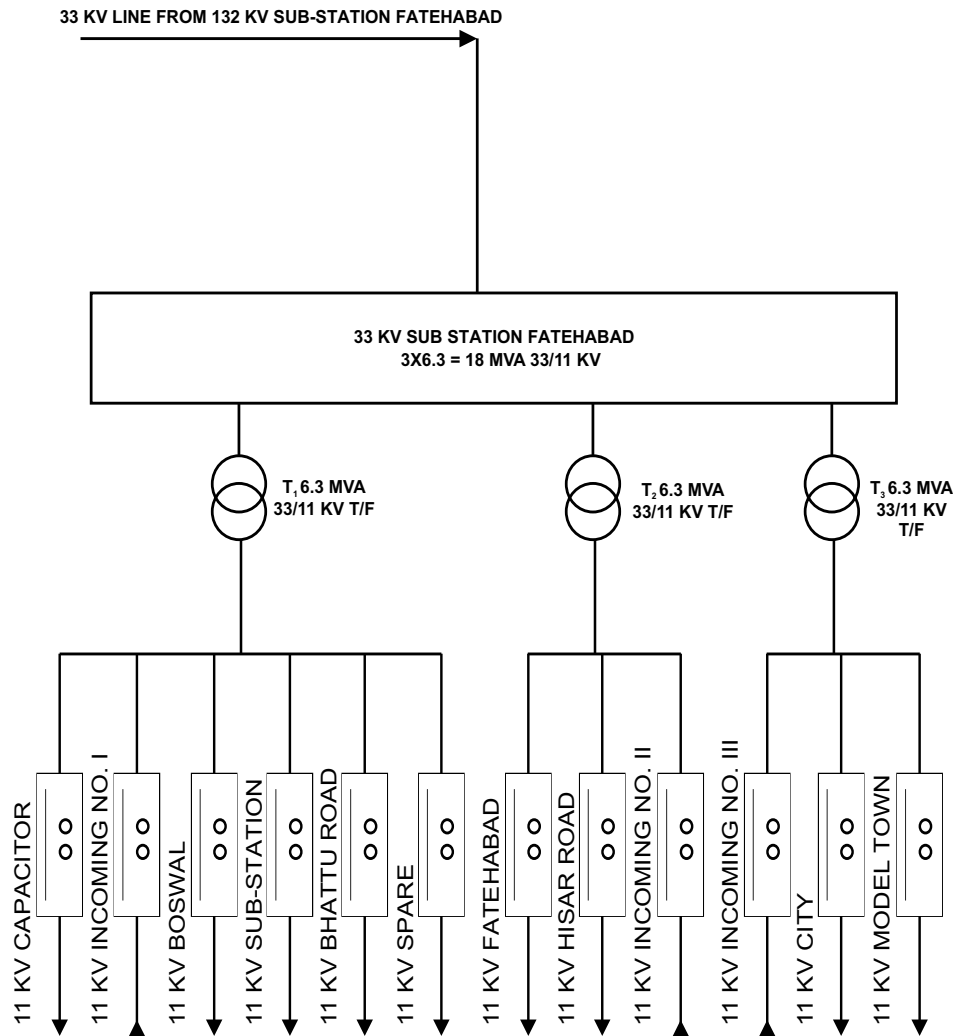 33 KV LINE FROM 132 KV SUB-STATION FATEHABAD
33 KV SUB STATION FATEHABAD
3X6.3 = 18 MVA 33/11 KV
T₁ 6.3 MVA
33/11 KV T/F
T₂ 6.3 MVA
33/11 KV T/F
T₃ 6.3 MVA
33/11 KV
T/F
11 KV CAPACITOR
11 KV INCOMING NO. I
11 KV BOSWAL
11 KV SUB-STATION
11 KV BHATTU ROAD
11 KV SPARE
11 KV FATEHABAD
11 KV HISAR ROAD
11 KV INCOMING NO. II
11 KV INCOMING NO. III
11 KV CITY
11 KV MODEL TOWN